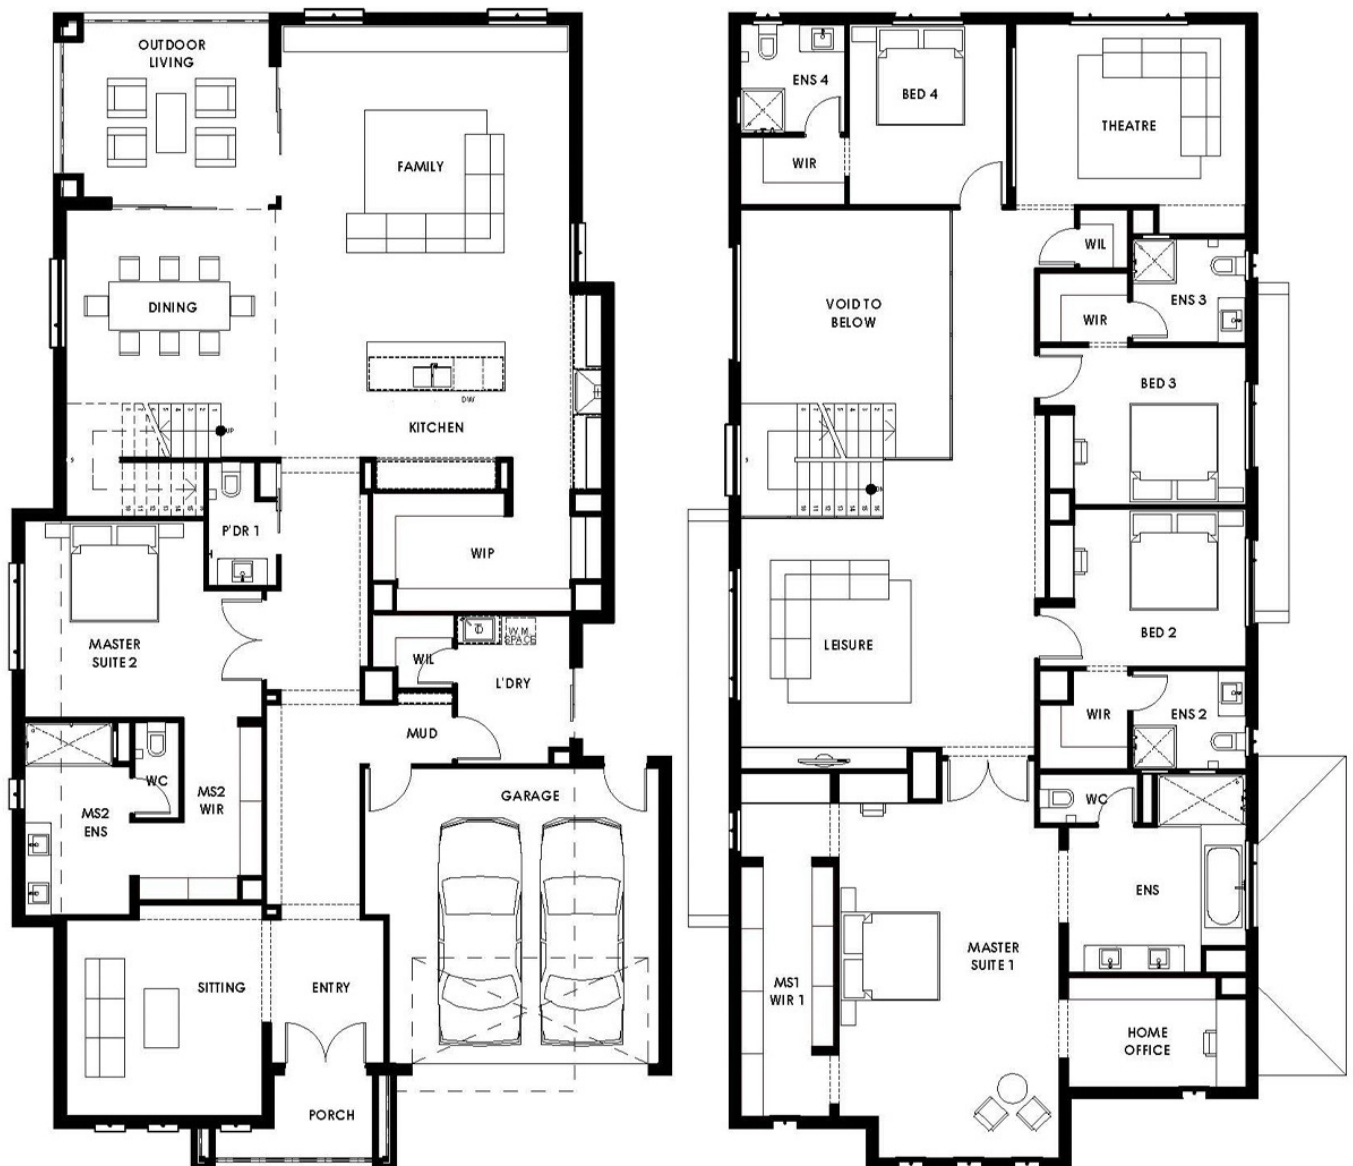 OUTDOOR
LIVING
FAMILY
DINING
DW
KITCHEN
UP
P'DR 1
WIP
MASTER
SUITE 2
WIL
W.M
SPACE
L'DRY
MUD
WC
MS2
WIR
MS2
ENS
GARAGE
SITTING
ENTRY
PORCH
ENS 4
BED 4
THEATRE
WIR
WIL
VOID TO
BELOW
ENS 3
WIR
BED 3
LEISURE
BED 2
WIR
ENS 2
WC
ENS
MASTER
SUITE 1
MS1
WIR 1
HOME
OFFICE